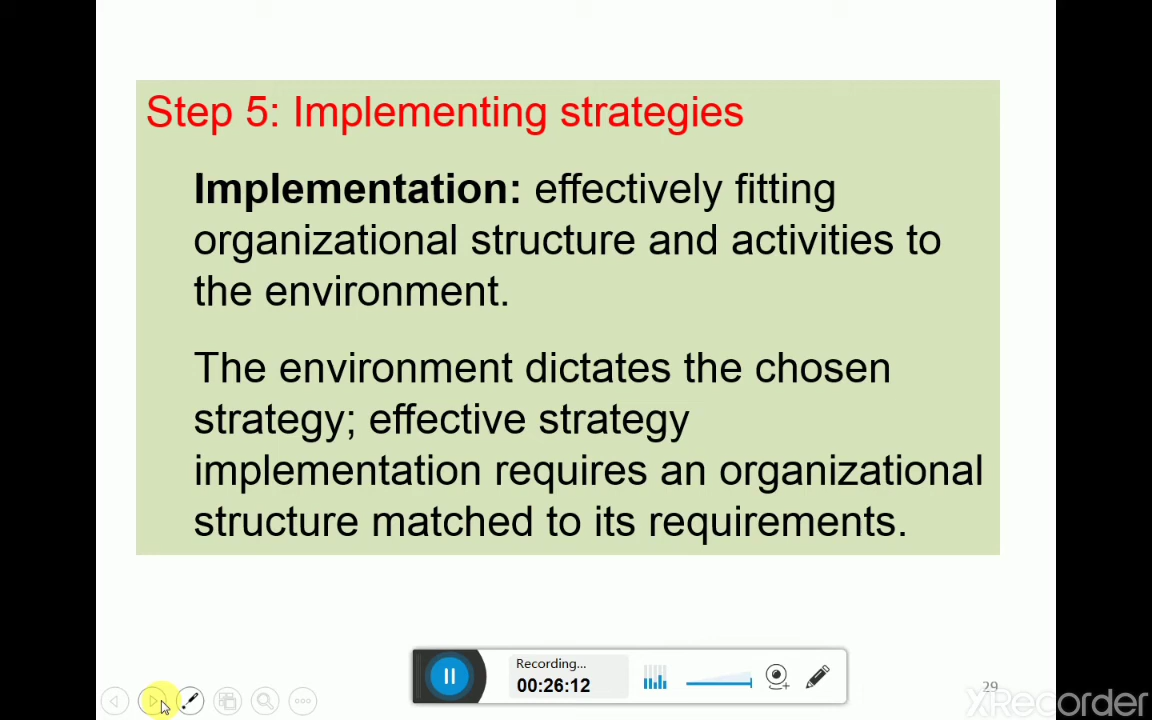 Step 5: Implementing strategies
Implementation: effectively fitting
organizational structure and activities to
the environment.
The environment dictates the chosen
strategy; effective strategy
implementation requires an organizational
structure matched to its requirements.
Recording...
00:26:12
29
XRecorder